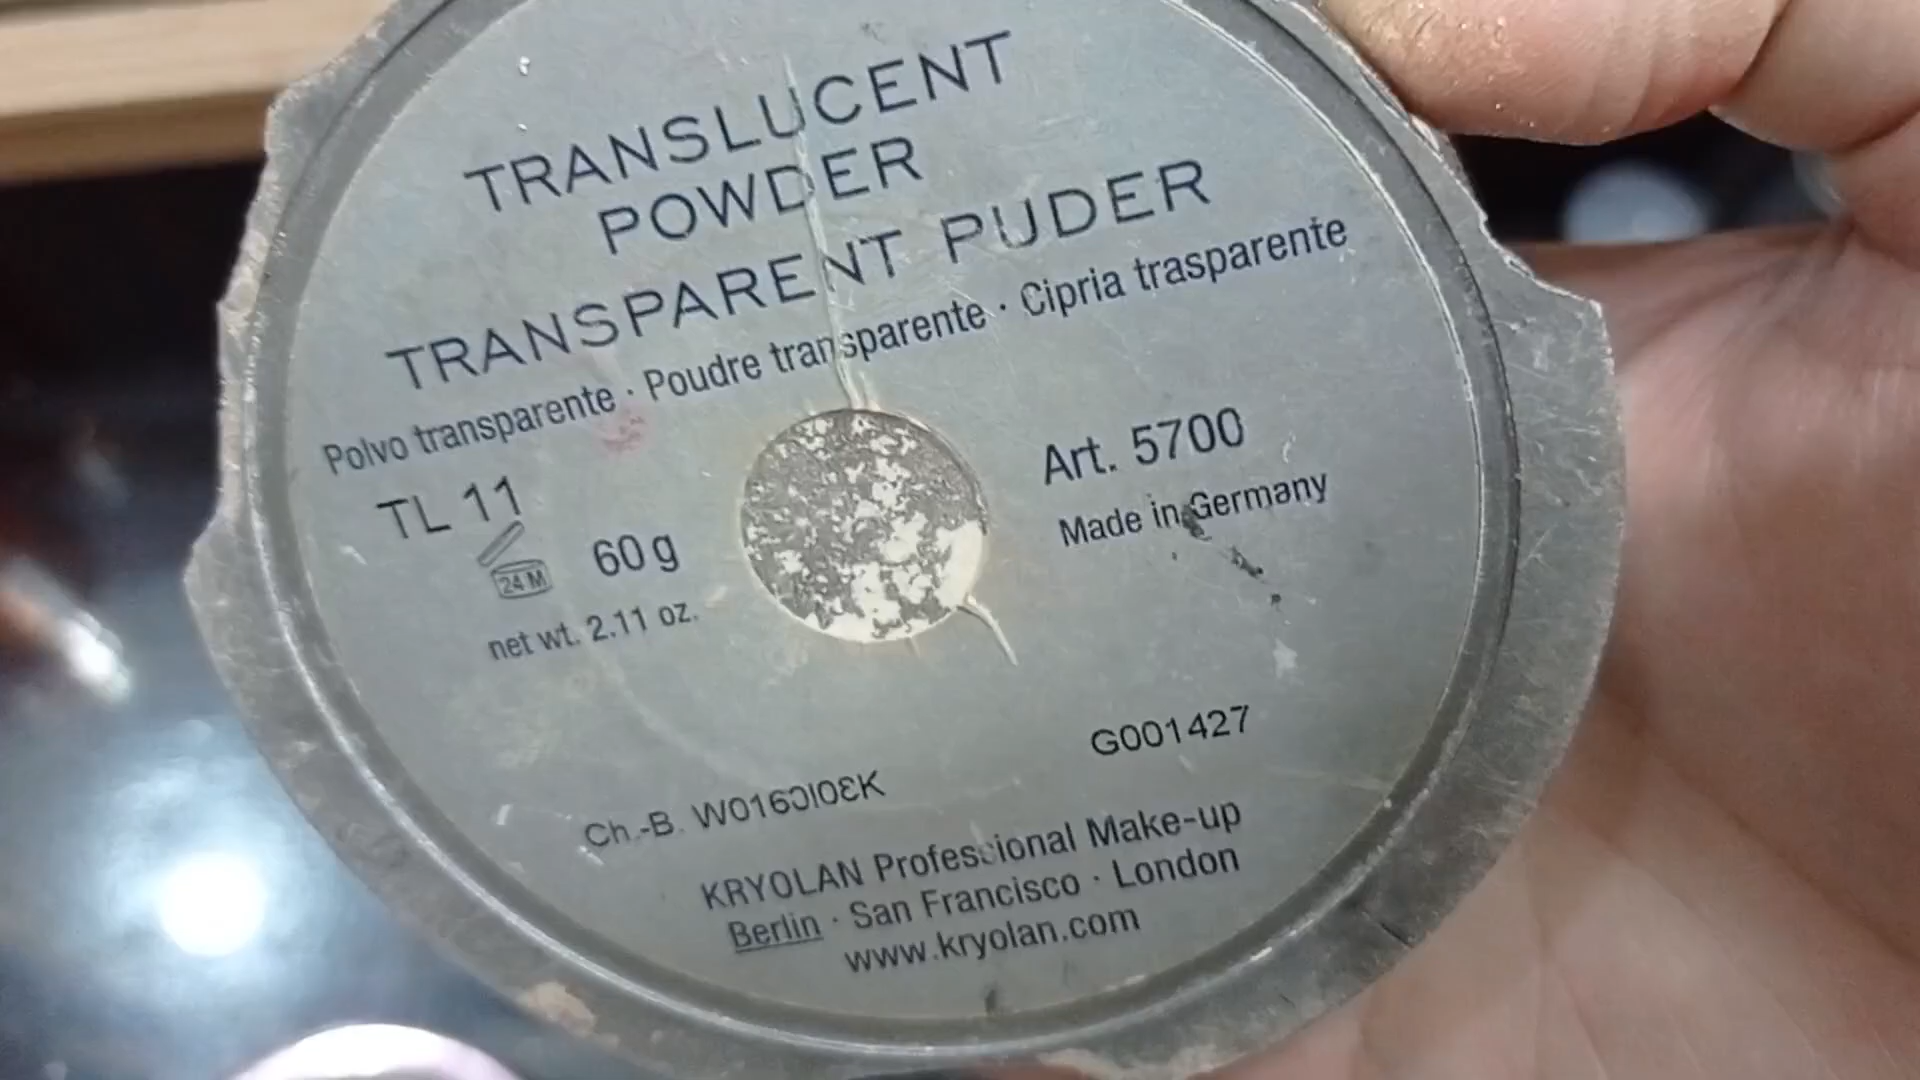 TRANSLUCENT
POWDER
TRANSPARENT PUDER
Polvo transparente · Poudre transparente · Cipria trasparente
TL 11
24 M
60 g
net wt. 2.11 oz.
Art. 5700
Made in Germany
G001427
Ch.-B.
KRYOLAN Professional Make-up
Berlin · San Francisco · London
www.kryolan.com